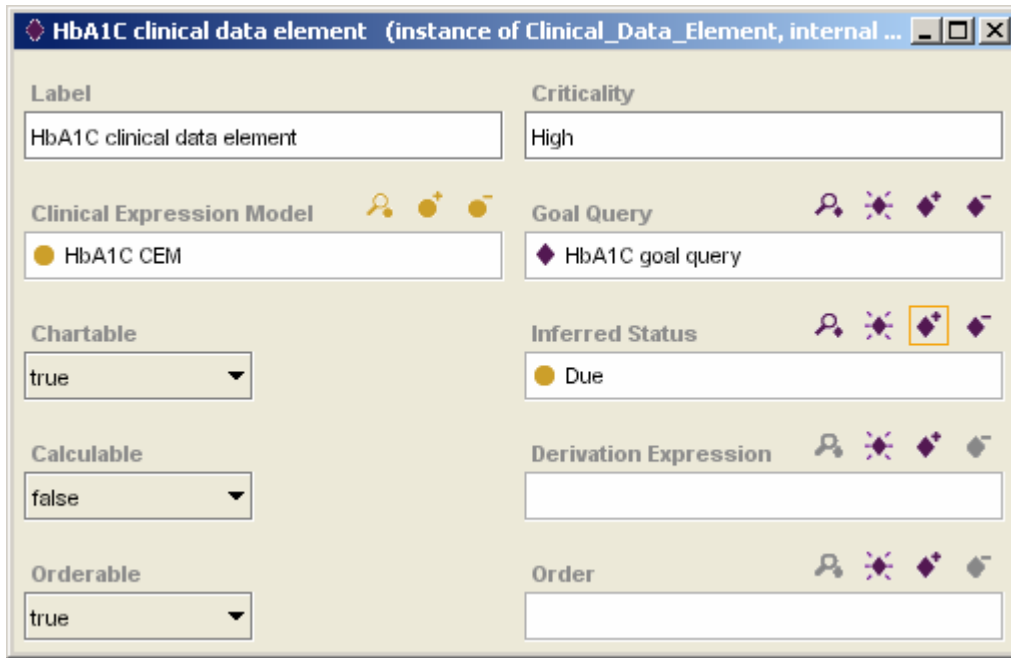 HbA1C clinical data element (instance of Clinical_Data_Element, internal ...
Label
HbA1C clinical data element
Criticality
High
Clinical Expression Model
HbA1C CEM
Goal Query
HbA1C goal query
Chartable
true
Inferred Status
Due
Calculable
false
Derivation Expression
Orderable
true
Order